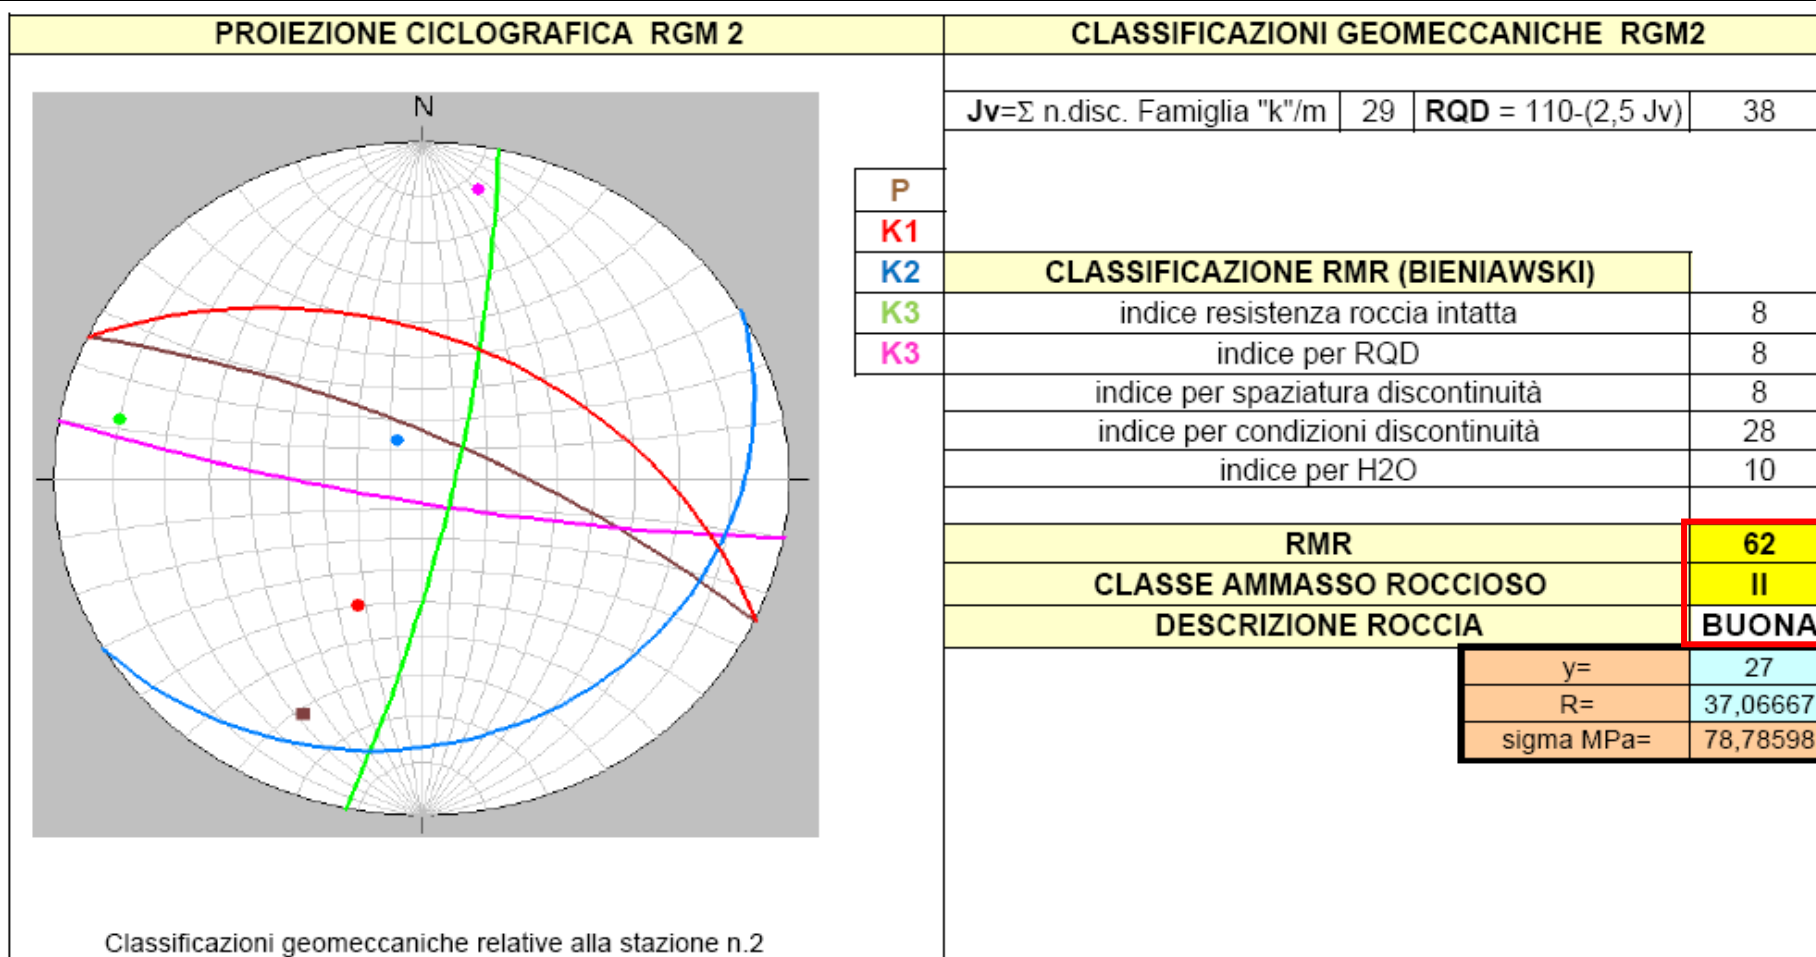 PROIEZIONE CICLOGRAFICA RGM 2
N
Classificazioni geomeccaniche relative alla stazione n.2
P
K1
K2
K3
K3
CLASSIFICAZIONI GEOMECCANICHE RGM2
Jv=Σ n.disc. Famiglia "k"/m 29 RQD = 110-(2,5 Jv) 38
CLASSIFICAZIONE RMR (BIENIAWSKI)
indice resistenza roccia intatta 8
indice per RQD 8
indice per spaziatura discontinuità 8
indice per condizioni discontinuità 28
indice per H2O 10
RMR 62
CLASSE AMMASSO ROCCIOSO II
DESCRIZIONE ROCCIA BUONA
y= 27
R= 37,06667
sigma MPa= 78,78598